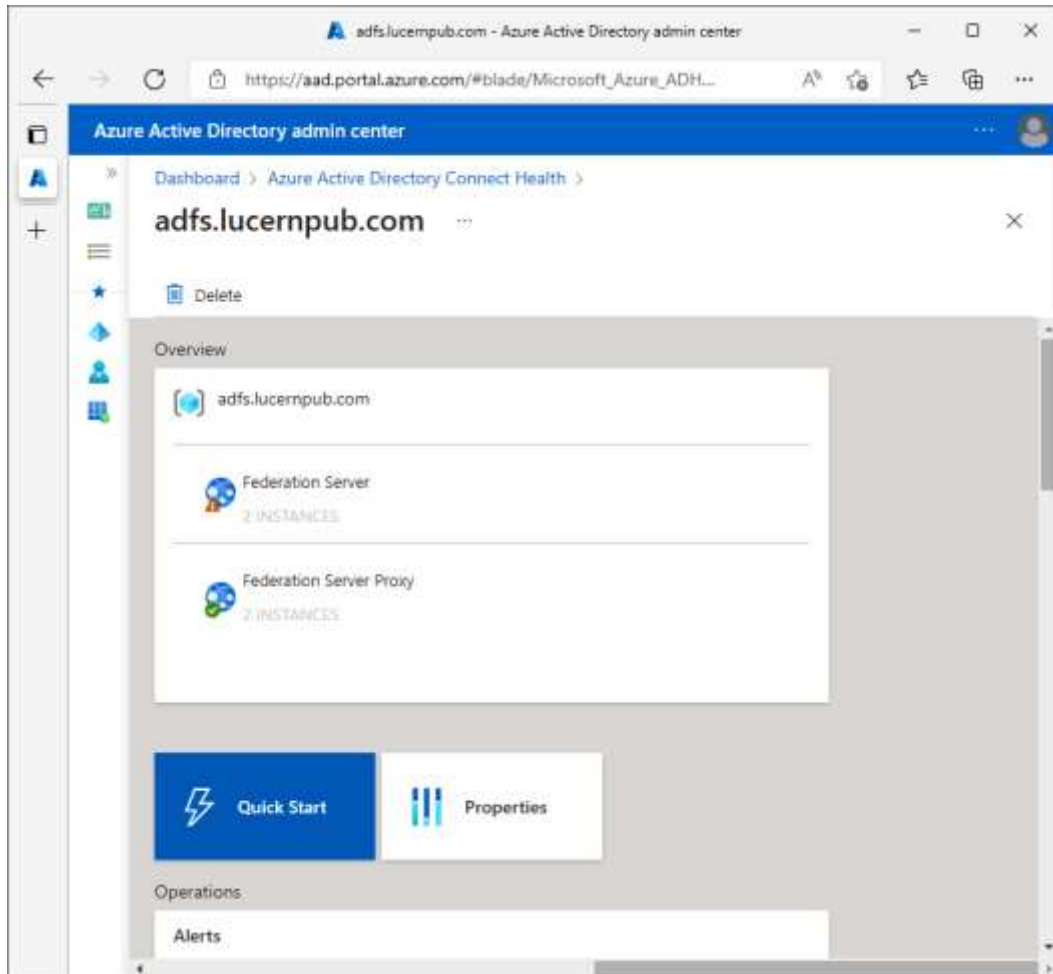 adfs.lucernpub.com - Azure Active Directory admin center
https://aad.portal.azure.com/#blade/Microsoft_Azure_ADH...
Azure Active Directory admin center
Dashboard > Azure Active Directory Connect Health >
adfs.lucernpub.com ...
Delete
Overview
adfs.lucernpub.com
Federation Server
2 INSTANCES
Federation Server Proxy
2 INSTANCES
Quick Start
Properties
Operations
Alerts